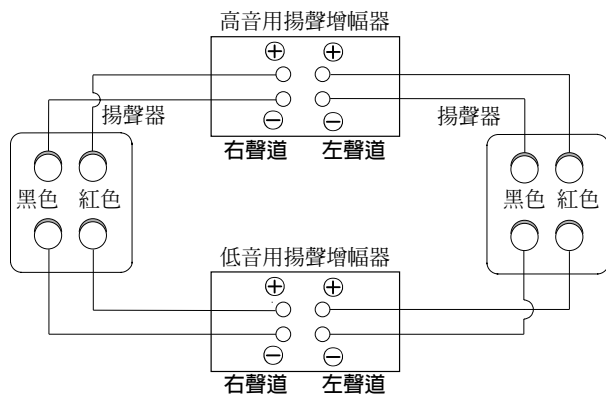 高音用揚聲增幅器
⊕ ⊕
揚聲器 揚聲器
⊖ ⊖
右聲道 左聲道
黑色 紅色 黑色 紅色
低音用揚聲增幅器
⊕ ⊕
⊖ ⊖
右聲道 左聲道